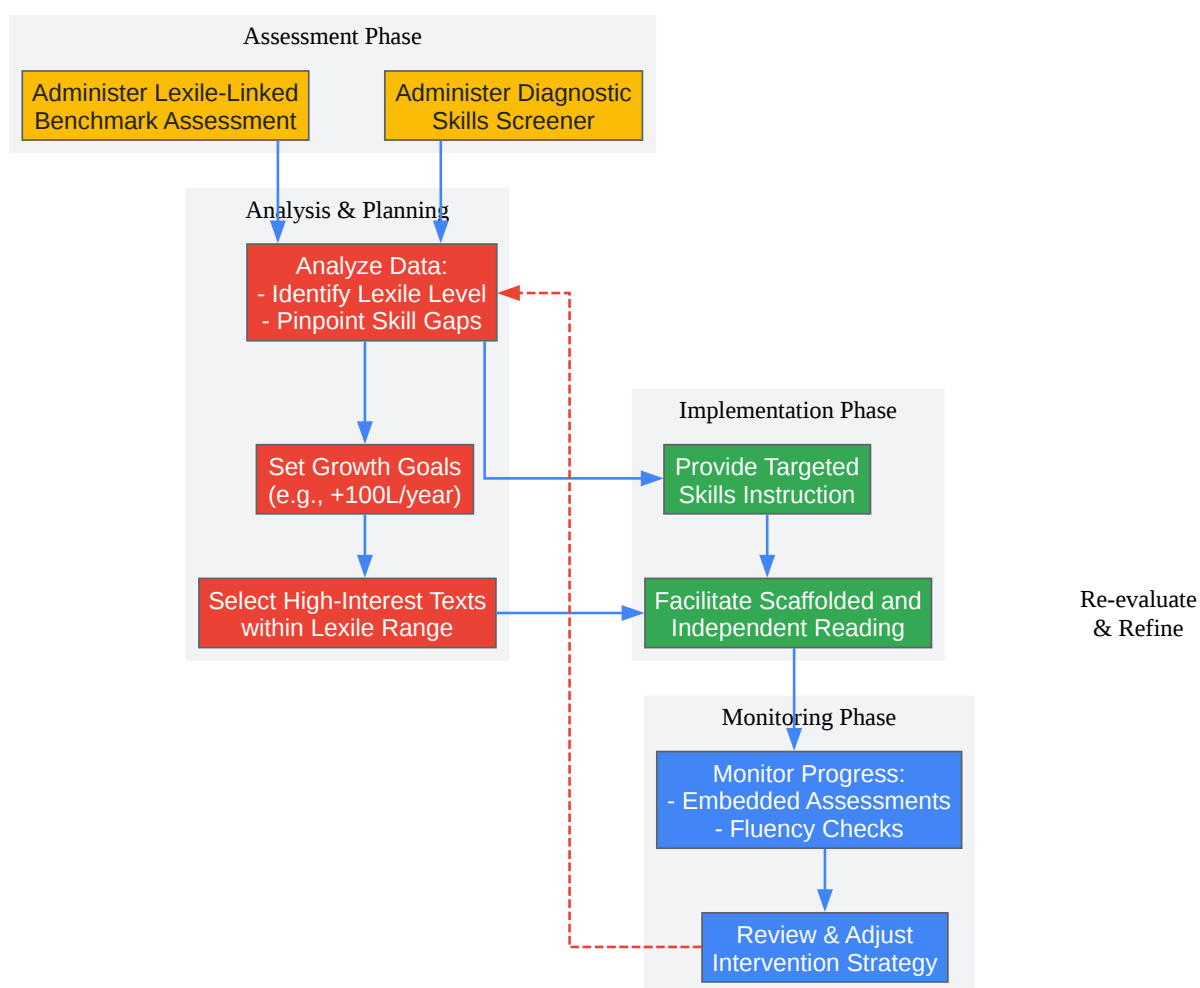 Assessment Phase
Administer Lexile-Linked
Benchmark Assessment
Administer Diagnostic
Skills Screener
Analysis & Planning
Analyze Data:
- Identify Lexile Level
- Pinpoint Skill Gaps
Set Growth Goals
(e.g., +100L/year)
Select High-Interest Texts
within Lexile Range
Implementation Phase
Provide Targeted
Skills Instruction
Facilitate Scaffolded and
Independent Reading
Re-evaluate
& Refine
Monitoring Phase
Monitor Progress:
- Embedded Assessments
- Fluency Checks
Review & Adjust
Intervention Strategy